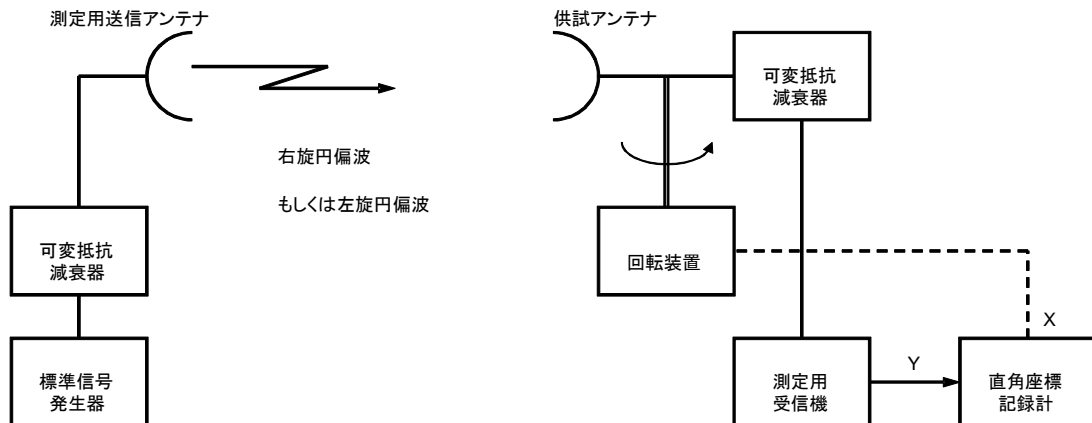 測定用送信アンテナ
供試アンテナ
可変抵抗
減衰器
右旋円偏波
もしくは左旋円偏波
可変抵抗
減衰器
回転装置
X
標準信号
発生器
測定用
受信機
Y
直角座標
記録計